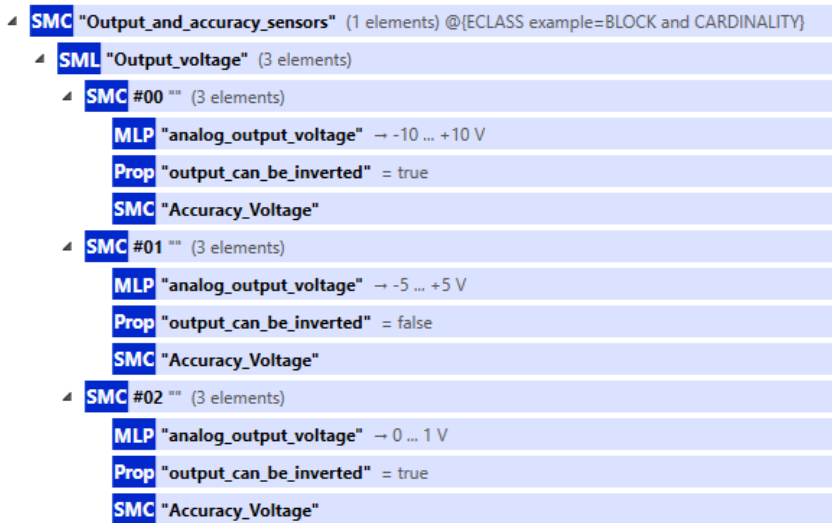 SMC "Output_and_accuracy_sensors" (1 elements) @{ECLASS example=BLOCK and CARDINALITY}
SML "Output_voltage" (3 elements)
SMC #00 "" (3 elements)
MLP "analog_output_voltage" → -10 ... +10 V
Prop "output_can_be_inverted" = true
SMC "Accuracy_Voltage"
SMC #01 "" (3 elements)
MLP "analog_output_voltage" → -5 ... +5 V
Prop "output_can_be_inverted" = false
SMC "Accuracy_Voltage"
SMC #02 "" (3 elements)
MLP "analog_output_voltage" → 0 ... 1 V
Prop "output_can_be_inverted" = true
SMC "Accuracy_Voltage"